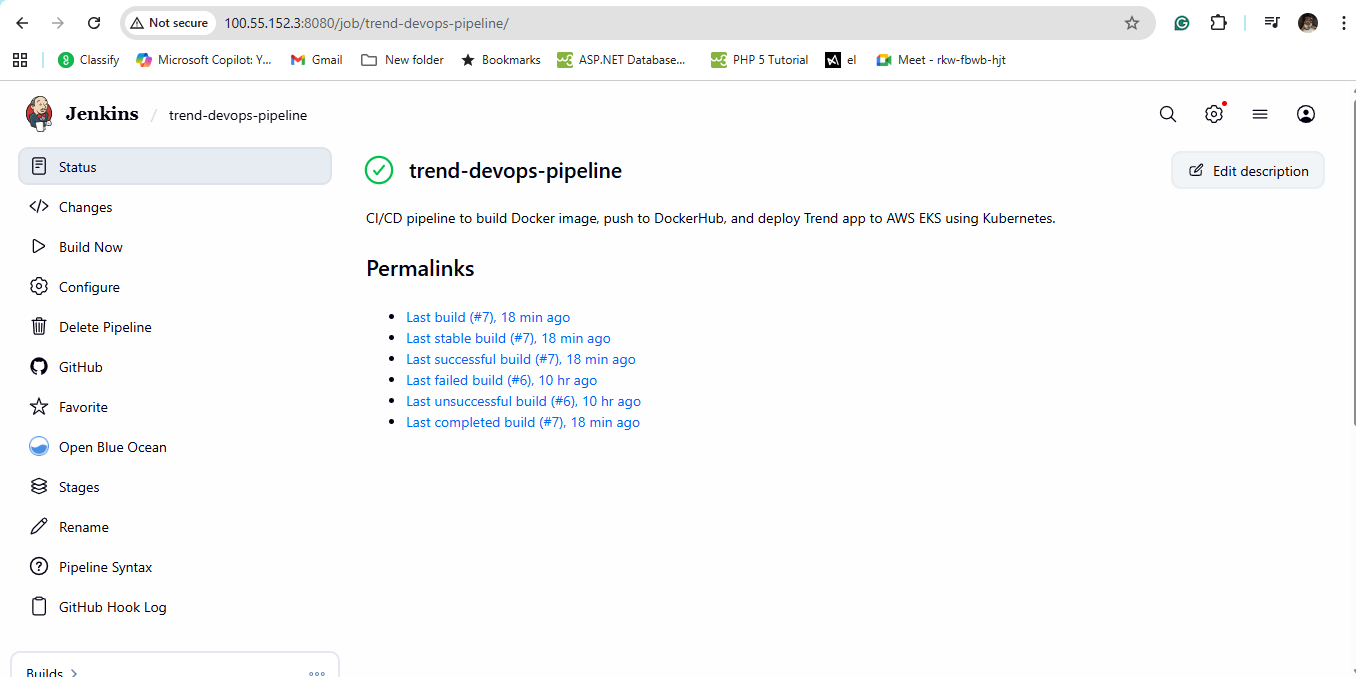 Not secure 100.55.152.3:8080/job/trend-devops-pipeline/
Classify Microsoft Copilot: Y... Gmail New folder Bookmarks ASP.NET Database... PHP 5 Tutorial el Meet - rkw-fbwb-hjt
Jenkins / trend-devops-pipeline
Status
Changes
Build Now
Configure
Delete Pipeline
GitHub
Favorite
Open Blue Ocean
Stages
Rename
Pipeline Syntax
GitHub Hook Log
Builds
trend-devops-pipeline
Edit description
CI/CD pipeline to build Docker image, push to DockerHub, and deploy Trend app to AWS EKS using Kubernetes.
Permalinks
Last build (#7), 18 min ago
Last stable build (#7), 18 min ago
Last successful build (#7), 18 min ago
Last failed build (#6), 10 hr ago
Last unsuccessful build (#6), 10 hr ago
Last completed build (#7), 18 min ago